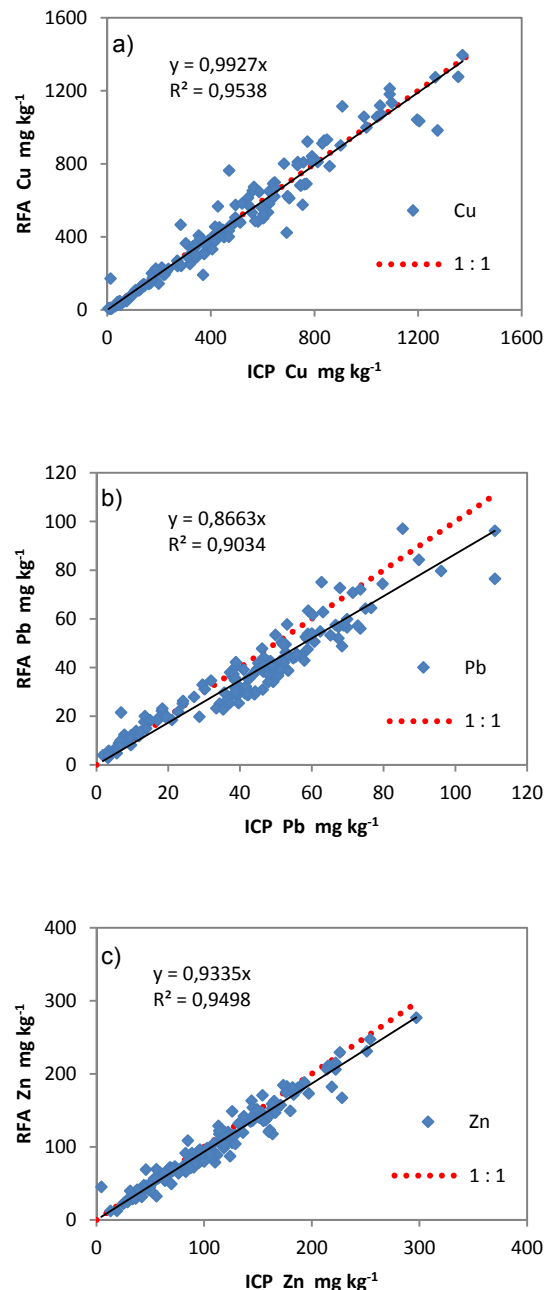 a)
y = 0,9927x
R² = 0,9538
1600
1200
800
400
0
RFA Cu mg kg⁻¹
Cu
1 : 1
0 400 800 1200 1600
ICP Cu mg kg⁻¹
b)
y = 0,8663x
R² = 0,9034
120
100
80
60
40
20
0
RFA Pb mg kg⁻¹
Pb
1 : 1
0 20 40 60 80 100 120
ICP Pb mg kg⁻¹
c)
y = 0,9335x
R² = 0,9498
400
300
200
100
0
RFA Zn mg kg⁻¹
Zn
1 : 1
0 100 200 300 400
ICP Zn mg kg⁻¹